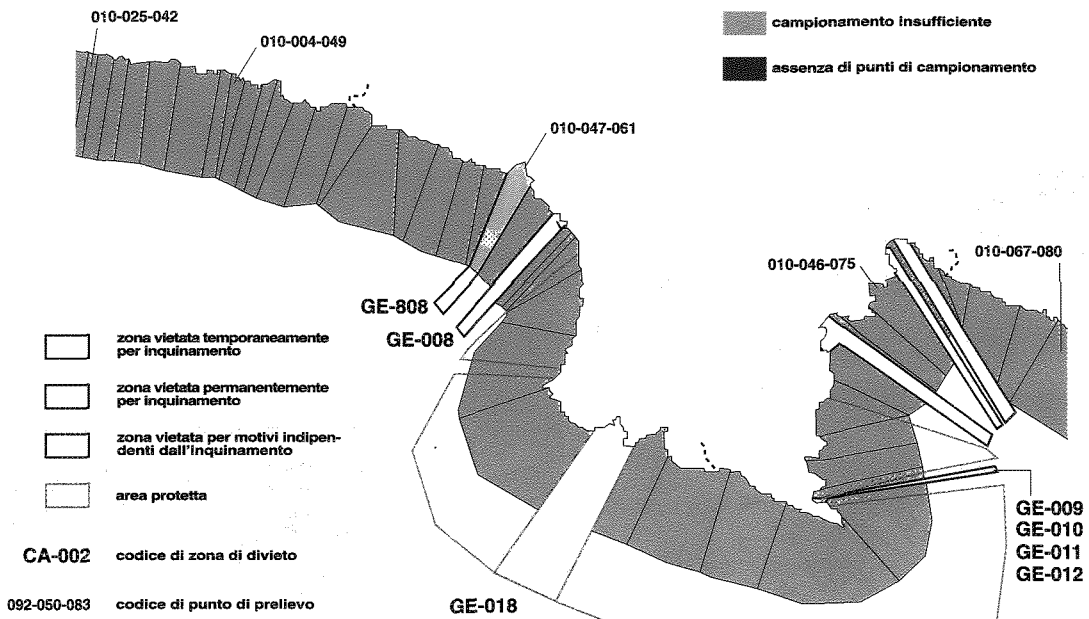 010-025-042
010-004-049
campionamento insufficiente
assenza di punti di campionamento
010-047-061
010-046-075
010-067-080
GE-808
GE-008
zona vietata temporaneamente
per inquinamento
zona vietata permanentemente
per inquinamento
zona vietata per motivi indipen-
denti dall'inquinamento
area protetta
CA-002 codice di zona di divieto
092-050-083 codice di punto di prelievo
GE-018
GE-009
GE-010
GE-011
GE-012